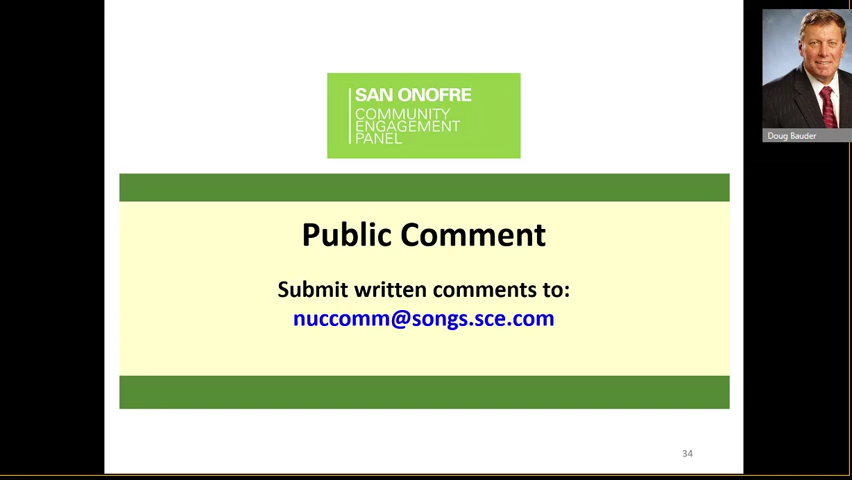 SAN ONOFRE
COMMUNITY
ENGAGEMENT
PANEL
Doug Bauder
Public Comment
Submit written comments to:
nuccomm@songs.sce.com
34